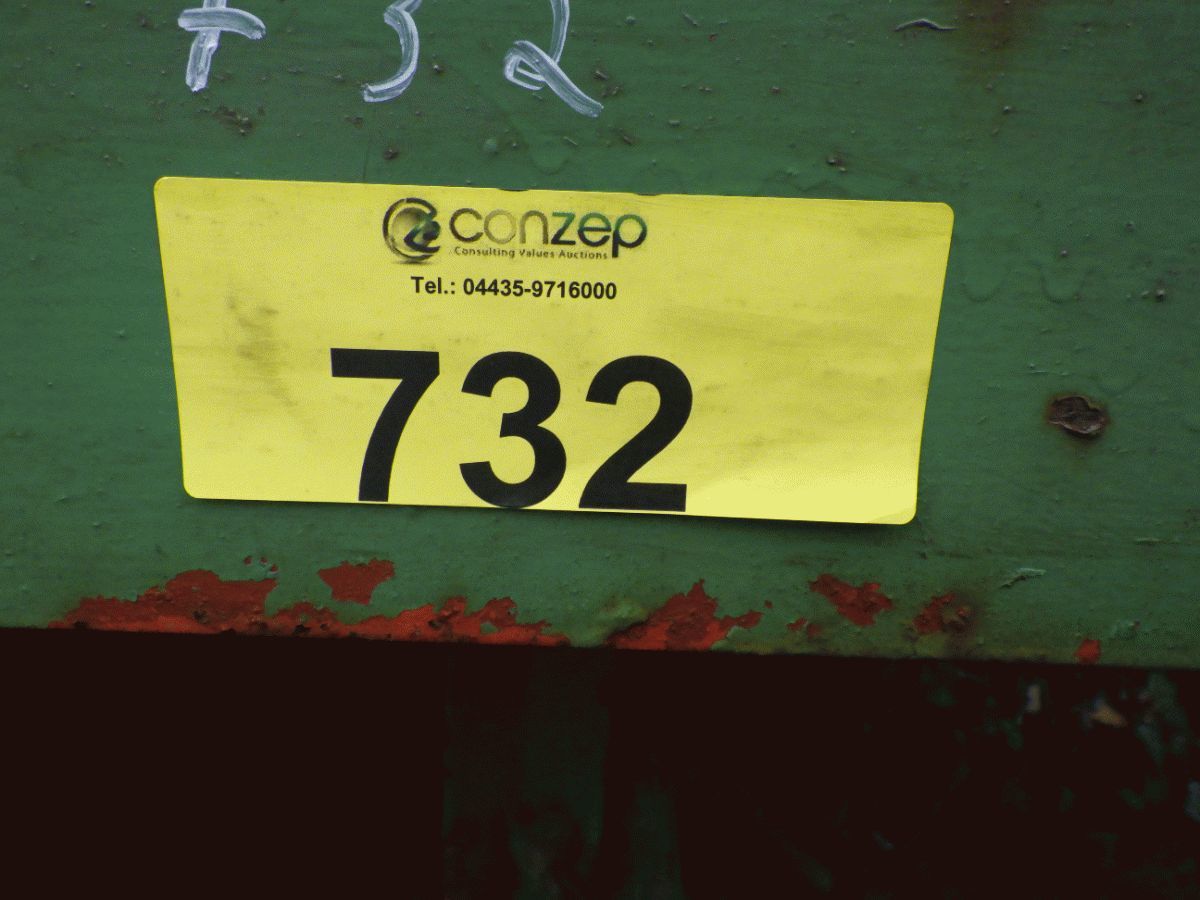 732
conzep
Consulting Values Auctions
Tel.: 04435-9716000
732